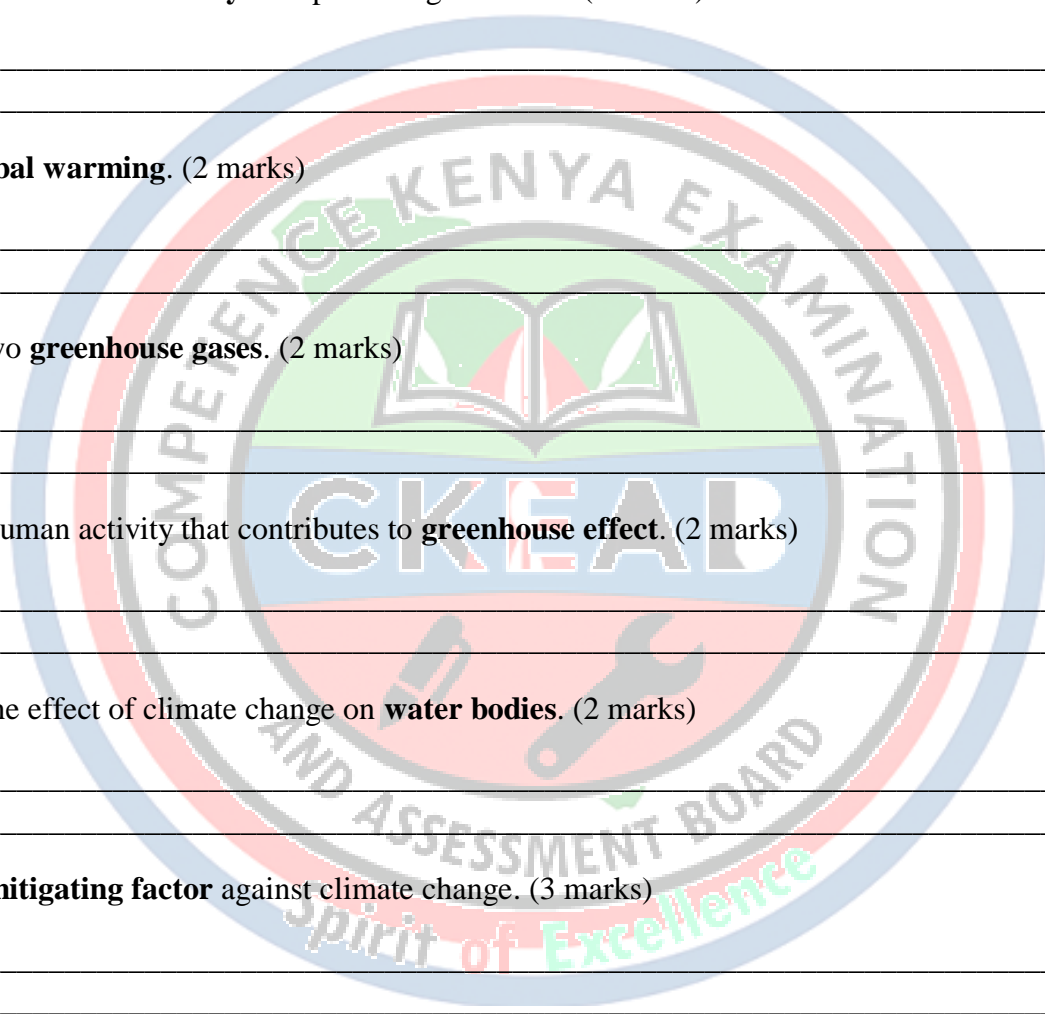 bal warming. (2 marks)
vo greenhouse gases. (2 marks)
uman activity that contributes to greenhouse effect. (2 marks)
ne effect of climate change on water bodies. (2 marks)
nitigating factor against climate change. (3 marks)
COMPETENCE KENYA EXAMINATION
CKEAB
AND ASSESSMENT BOARD
Spirit of Excellence